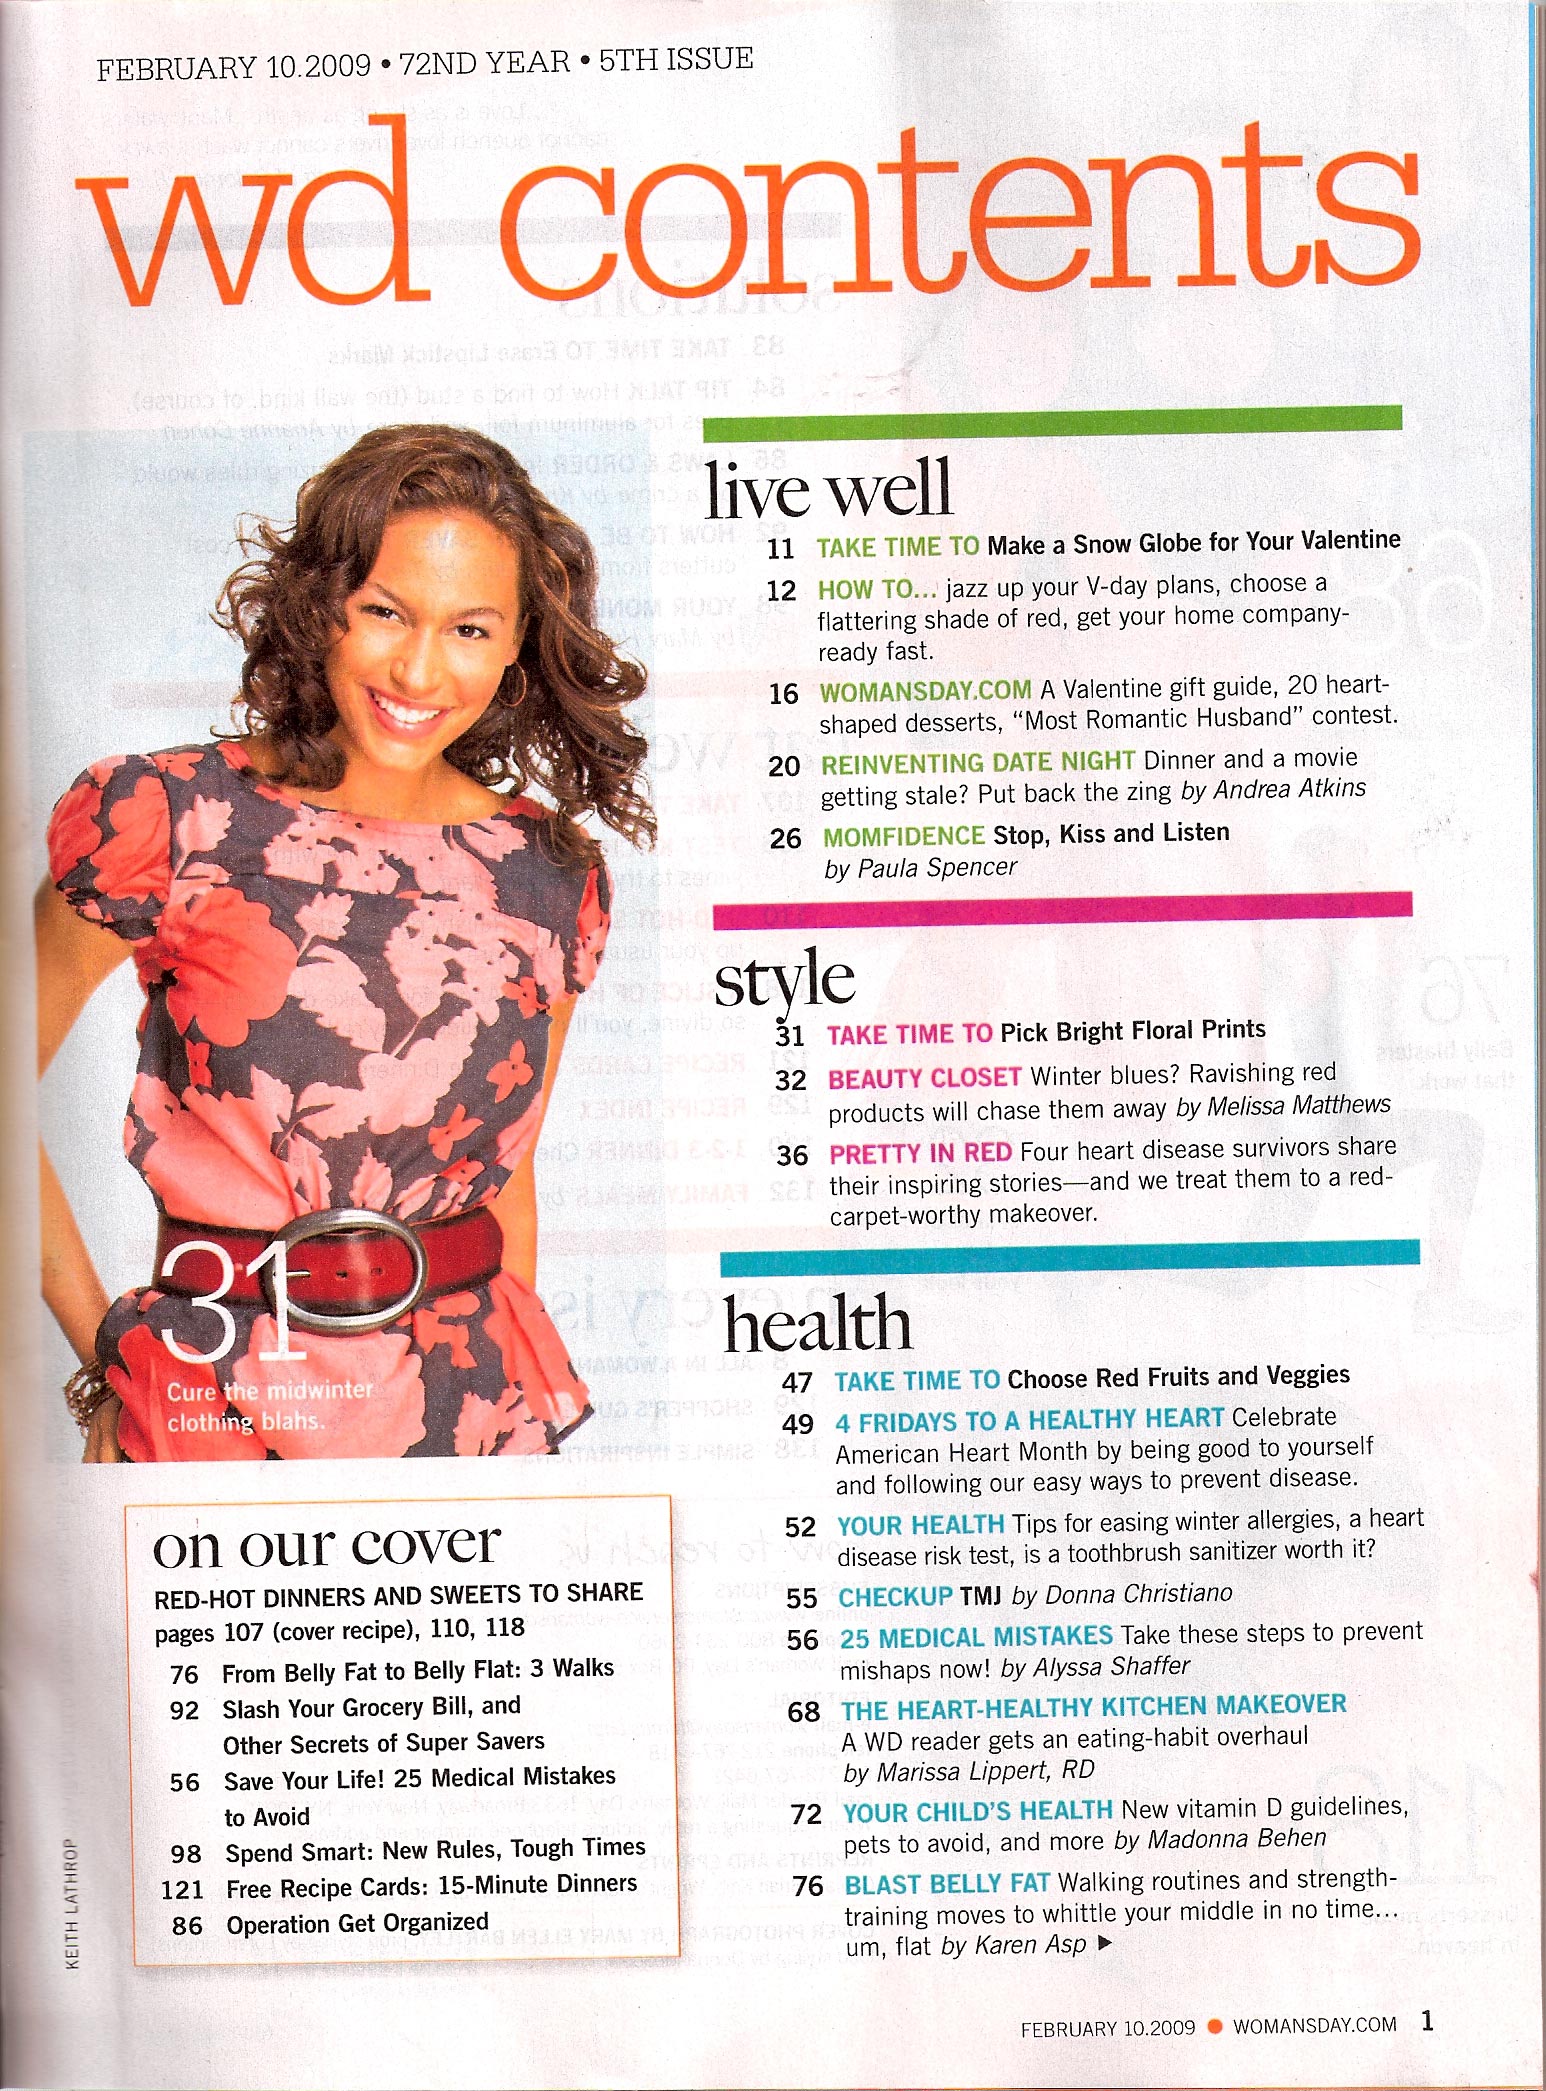 FEBRUARY 10.2009 • 72ND YEAR • 5TH ISSUE
wd contents
live well
11 TAKE TIME TO Make a Snow Globe for Your Valentine
12 HOW TO... jazz up your V-day plans, choose a
flattering shade of red, get your home company-
ready fast.
16 WOMANSDAY.COM A Valentine gift guide, 20 heart-
shaped desserts, “Most Romantic Husband” contest.
20 REINVENTING DATE NIGHT Dinner and a movie
getting stale? Put back the zing by Andrea Atkins
26 MOMFIDENCE Stop, Kiss and Listen
by Paula Spencer
style
31 TAKE TIME TO Pick Bright Floral Prints
32 BEAUTY CLOSET Winter blues? Ravishing red
products will chase them away by Melissa Matthews
36 PRETTY IN RED Four heart disease survivors share
their inspiring stories—and we treat them to a red-
carpet-worthy makeover.
health
47 TAKE TIME TO Choose Red Fruits and Veggies
49 4 FRIDAYS TO A HEALTHY HEART Celebrate
American Heart Month by being good to yourself
and following our easy ways to prevent disease.
52 YOUR HEALTH Tips for easing winter allergies, a heart
disease risk test, is a toothbrush sanitizer worth it?
55 CHECKUP TMJ by Donna Christiano
56 25 MEDICAL MISTAKES Take these steps to prevent
mishaps now! by Alyssa Shaffer
68 THE HEART-HEALTHY KITCHEN MAKEOVER
A WD reader gets an eating-habit overhaul
by Marissa Lippert, RD
72 YOUR CHILD’S HEALTH New vitamin D guidelines,
pets to avoid, and more by Madonna Behen
76 BLAST BELLY FAT Walking routines and strength-
training moves to whittle your middle in no time...
um, flat by Karen Asp ▶
31
Cure the midwinter
clothing blahs.
on our cover
RED-HOT DINNERS AND SWEETS TO SHARE
pages 107 (cover recipe), 110, 118
76 From Belly Fat to Belly Flat: 3 Walks
92 Slash Your Grocery Bill, and
Other Secrets of Super Savers
56 Save Your Life! 25 Medical Mistakes
to Avoid
98 Spend Smart: New Rules, Tough Times
121 Free Recipe Cards: 15-Minute Dinners
86 Operation Get Organized
KEITH LATHROP
FEBRUARY 10.2009 ● WOMANSDAY.COM 1